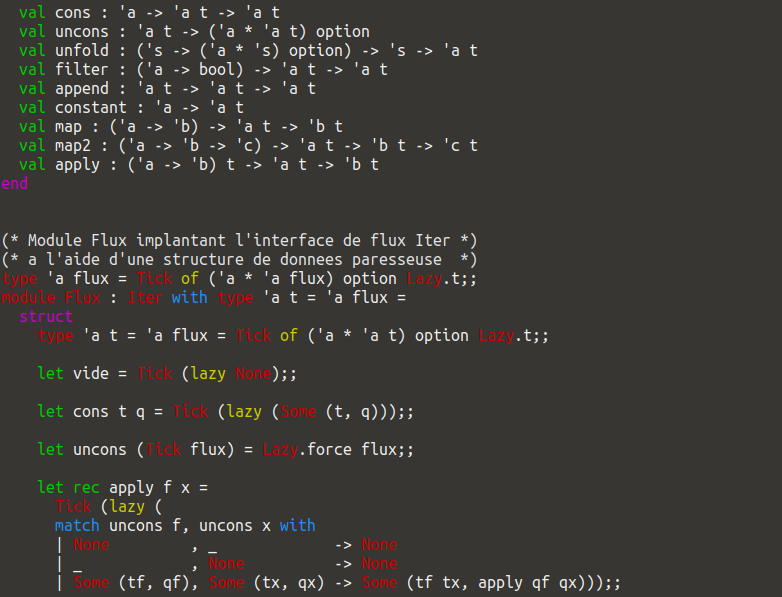 val cons : 'a -> 'a t -> 'a t
val uncons : 'a t -> ('a * 'a t) option
val unfold : ('s -> ('a * 's) option) -> 's -> 'a t
val filter : ('a -> bool) -> 'a t -> 'a t
val append : 'a t -> 'a t -> 'a t
val constant : 'a -> 'a t
val map : ('a -> 'b) -> 'a t -> 'b t
val map2 : ('a -> 'b -> 'c) -> 'a t -> 'b t -> 'c t
val apply : ('a -> 'b) t -> 'a t -> 'b t
end
(* Module Flux implantant l'interface de flux Iter *)
(* a l'aide d'une structure de donnees paresseuse  *)
type 'a flux = Tick of ('a * 'a flux) option Lazy.t;;
module Flux : Iter with type 'a t = 'a flux =
struct
type 'a t = 'a flux = Tick of ('a * 'a t) option Lazy.t;;
let vide = Tick (lazy None);;
let cons t q = Tick (lazy (Some (t, q)));;
let uncons (Tick flux) = Lazy.force flux;;
let rec apply f x =
Tick (lazy (
match uncons f, uncons x with
| None         , _             -> None
| _            , None          -> None
| Some (tf, qf), Some (tx, qx) -> Some (tf tx, apply qf qx)));;